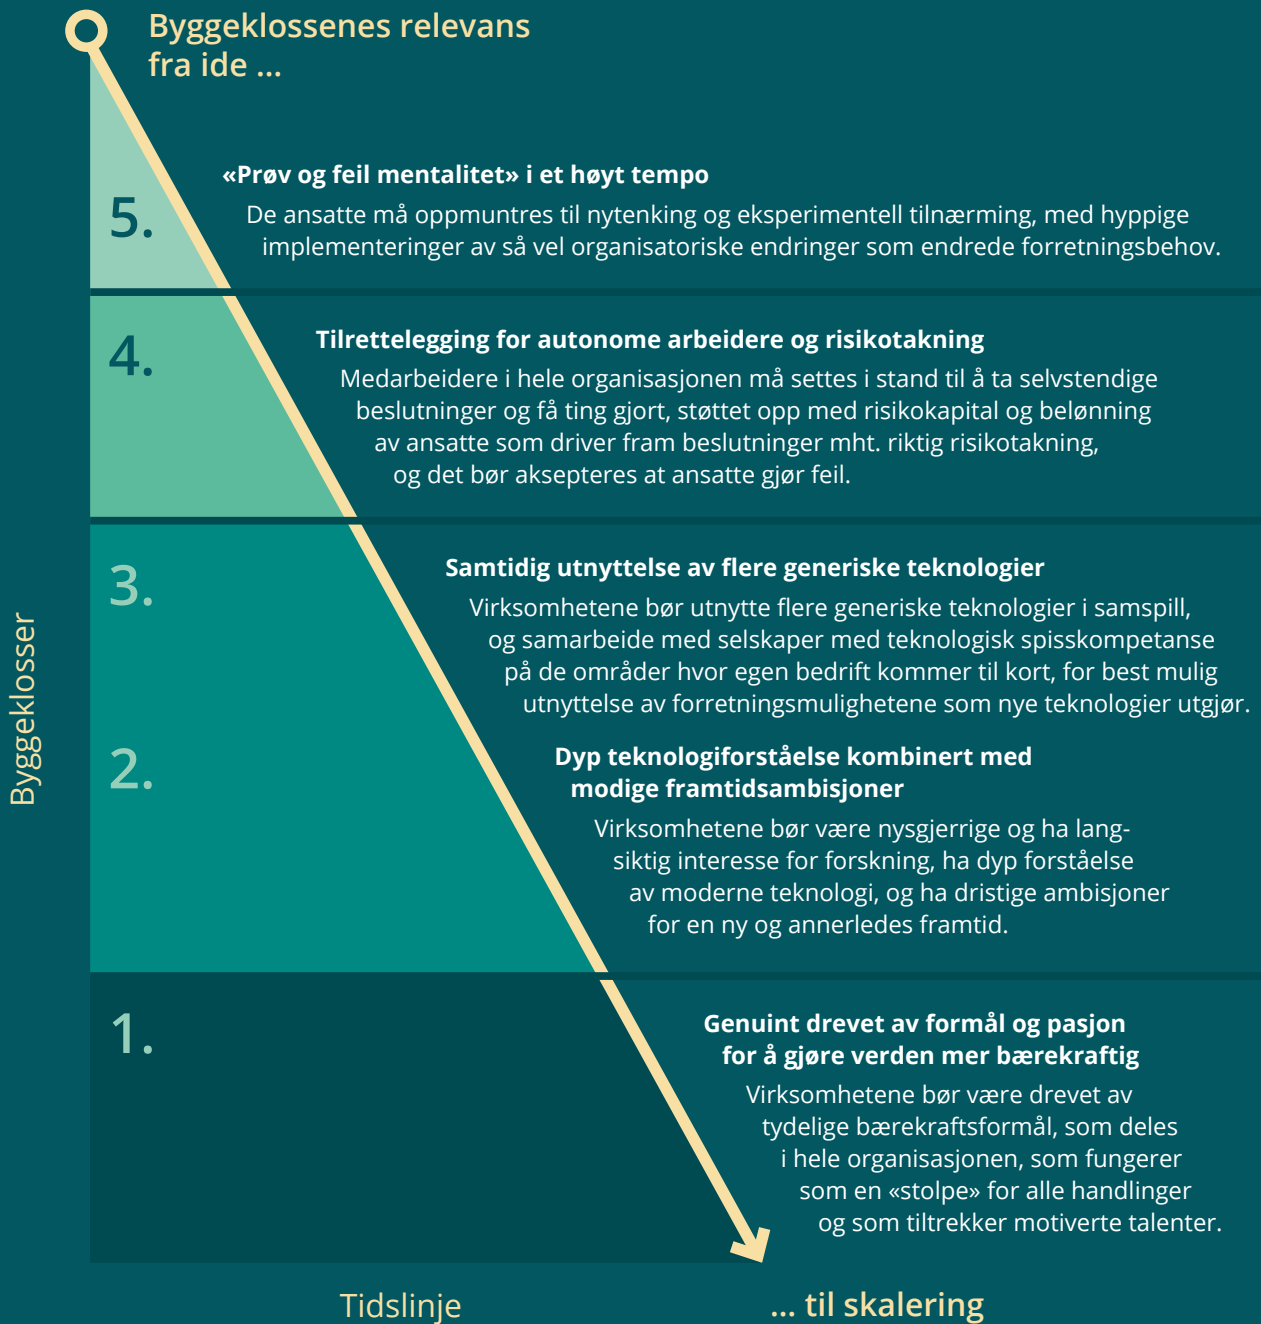 Byggeklossenes relevans
fra ide ...
5.
«Prøv og feil mentalitet» i et høyt tempo
De ansatte må oppmuntres til nytenking og eksperimentell tilnærming, med hyppige
implementeringer av så vel organisatoriske endringer som endrede forretningsbehov.
4.
Tilrettelegging for autonome arbeidere og risikotakning
Medarbeidere i hele organisasjonen må settes i stand til å ta selvstendige
beslutninger og få ting gjort, støttet opp med risikokapital og belønning
av ansatte som driver fram beslutninger mht. riktig risikotakning,
og det bør aksepteres at ansatte gjør feil.
3.
Samtidig utnyttelse av flere generiske teknologier
Virksomhetene bør utnytte flere generiske teknologier i samspill,
og samarbeide med selskaper med teknologisk spisskompetanse
på de områder hvor egen bedrift kommer til kort, for best mulig
utnyttelse av forretningsmulighetene som nye teknologier utgjør.
2.
Dyp teknologiforståelse kombinert med
modige framtidsambisjoner
Virksomhetene bør være nysgjerrige og ha lang-
siktig interesse for forskning, ha dyp forståelse
av moderne teknologi, og ha dristige ambisjoner
for en ny og annerledes framtid.
1.
Genuint drevet av formål og pasjon
for å gjøre verden mer bærekraftig
Virksomhetene bør være drevet av
tydelige bærekraftsformål, som deles
i hele organisasjonen, som fungerer
som en «stolpe» for alle handlinger
og som tiltrekker motiverte talenter.
Byggeklosser
Tidslinje
... til skalering